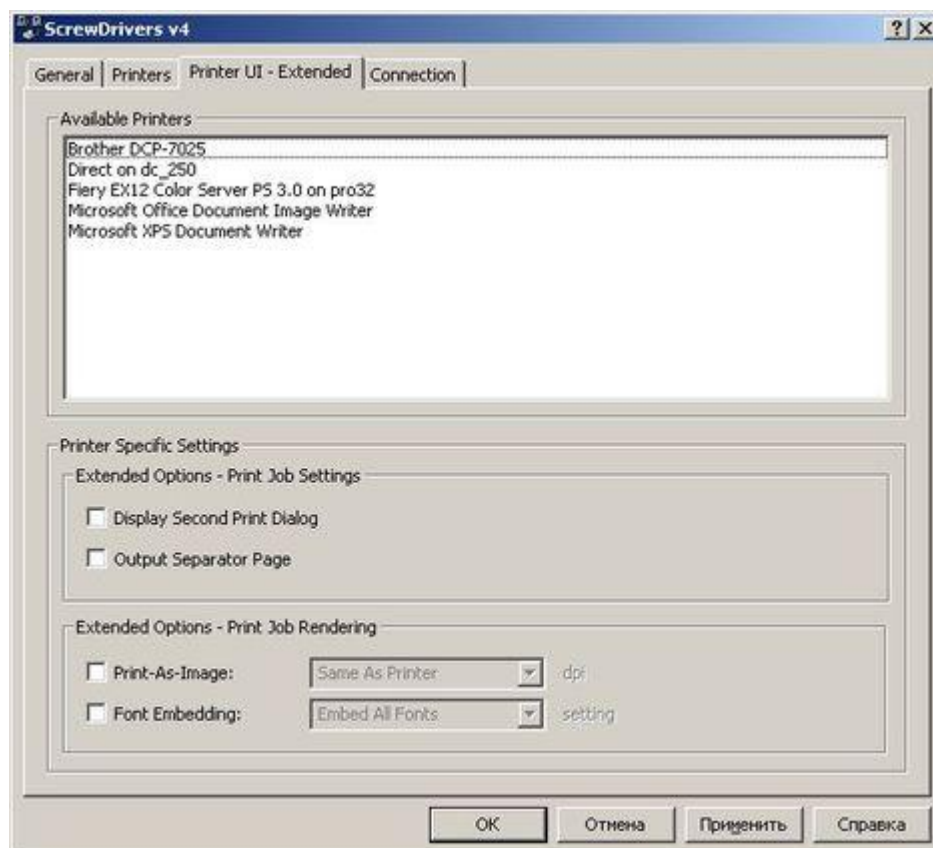 ScrewDrivers v4
General Printers Printer UI - Extended Connection
Available Printers
Brother DCP-7025
Direct on dc_250
Fiery EX12 Color Server PS 3.0 on pro32
Microsoft Office Document Image Writer
Microsoft XPS Document Writer
Printer Specific Settings
Extended Options - Print Job Settings
Display Second Print Dialog
Output Separator Page
Extended Options - Print Job Rendering
Print-As-Image: Same As Printer dpi
Font Embedding: Embed All Fonts setting
OK Отмена Применить Справка